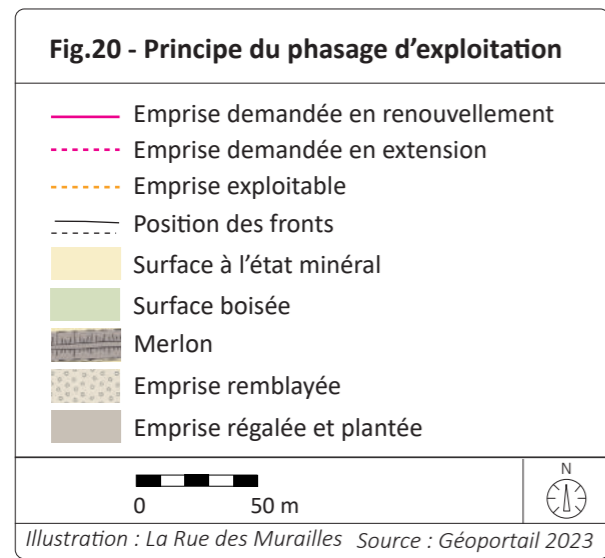 Fig.20 - Principe du phasage d’exploitation
Emprise demandée en renouvellement
Emprise demandée en extension
Emprise exploitable
Position des fronts
Surface à l’état minéral
Surface boisée
Merlon
Emprise remblayée
Emprise régalée et plantée
0 50 m
N
Illustration : La Rue des Murailles Source : Géoportail 2023